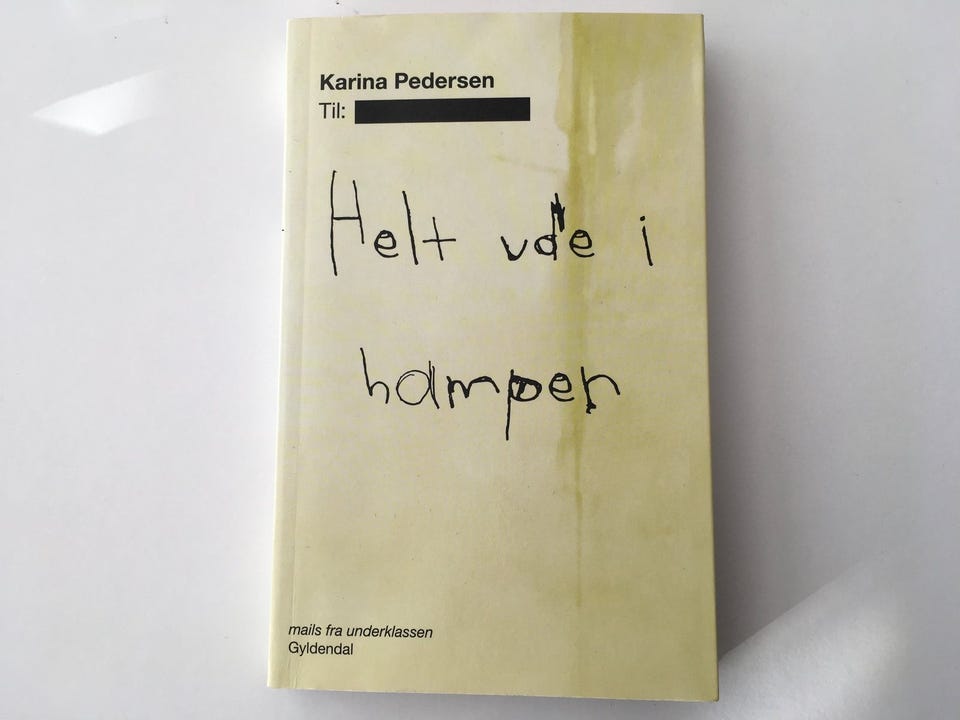 Karina Pedersen
Til:
Helt ude i
hampen
mails fra underklassen
Gyldendal